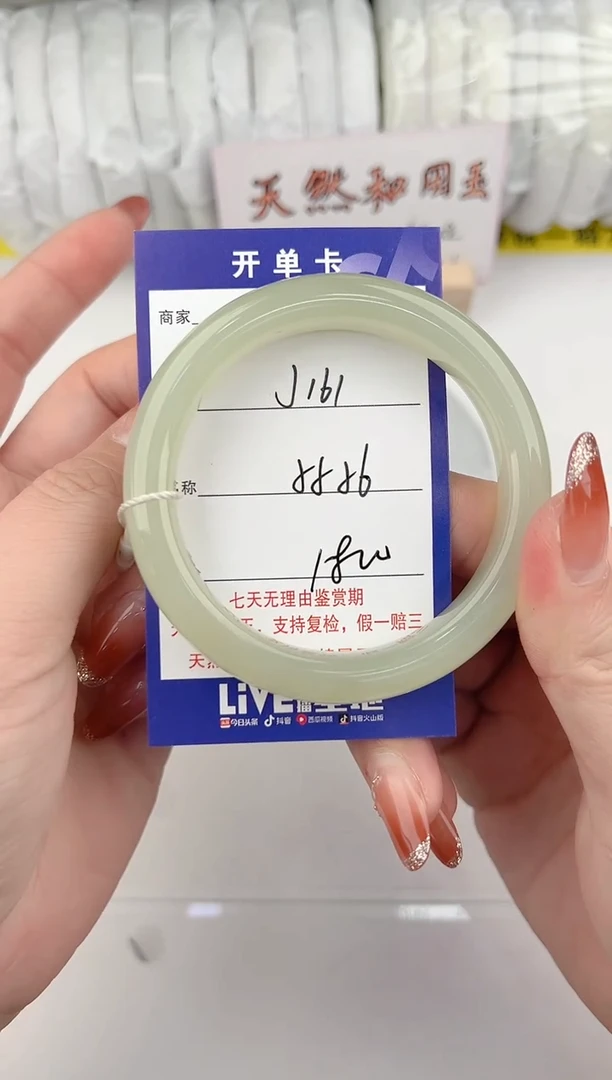 天然和田玉
开单卡
商家
J161
称
8886
七天无理由鉴赏期
支持复检，假一赔三
LiVE
今日头条 抖音 西瓜视频 抖音火山版